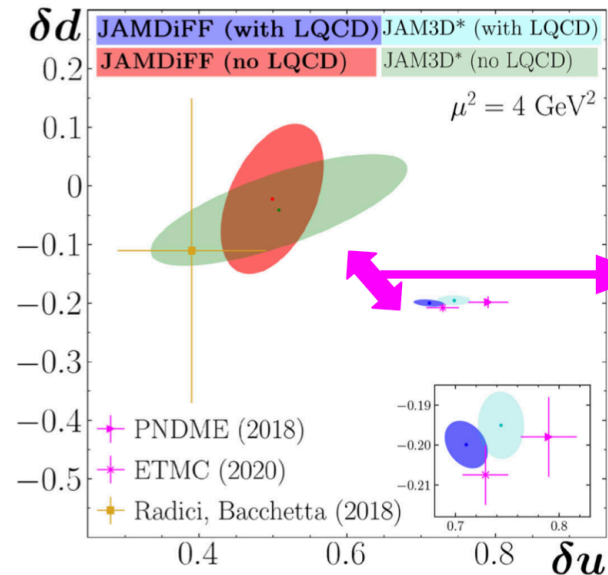 δd
JAMDiFF (with LQCD) JAM3D* (with LQCD)
JAMDiFF (no LQCD) JAM3D* (no LQCD)
μ² = 4 GeV²
0.2
0.1
0
−0.1
−0.2
−0.3
−0.4
−0.5
PNDME (2018)
ETMC (2020)
Radici, Bacchetta (2018)
−0.19
−0.20
−0.21
0.7 0.8
0.4 0.6 0.8
δu